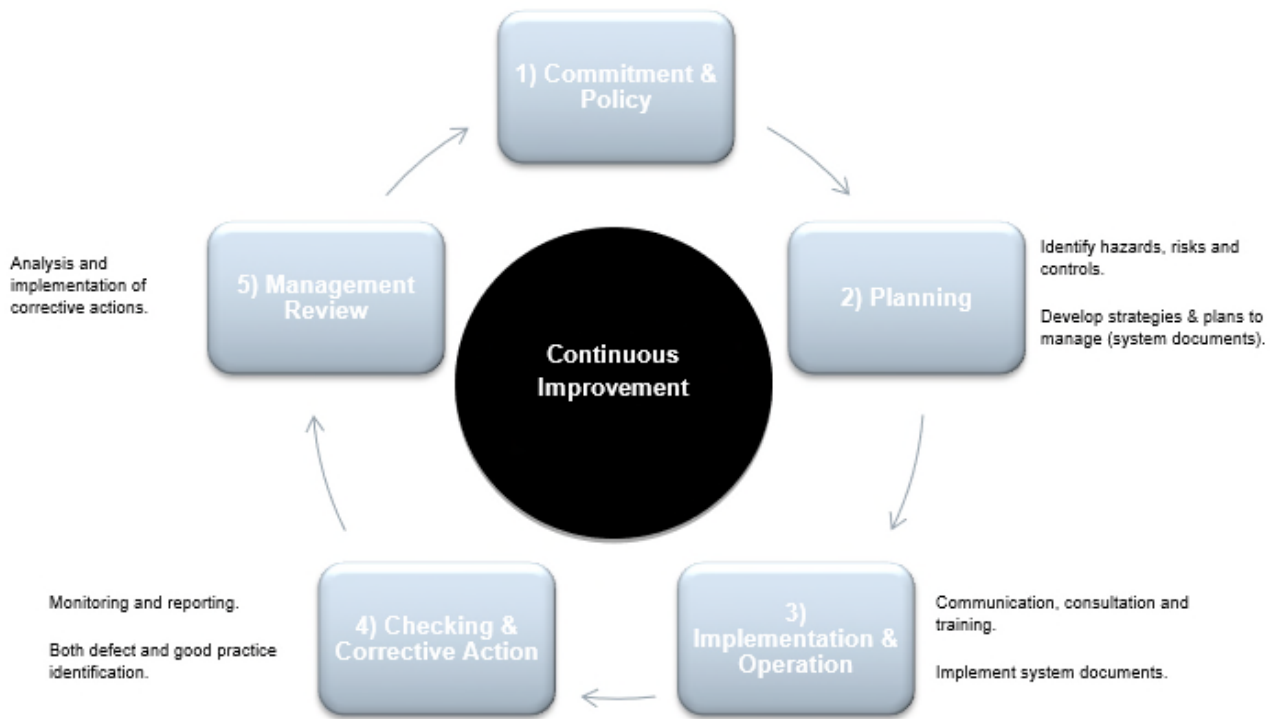 1) Commitment &
Policy
2) Planning
Identify hazards, risks and
controls.
Develop strategies & plans to
manage (system documents).
3)
Implementation &
Operation
Communication, consultation and
training.
Implement system documents.
4) Checking &
Corrective Action
Monitoring and reporting.
Both defect and good practice
identification.
5) Management
Review
Analysis and
implementation of
corrective actions.
Continuous
Improvement